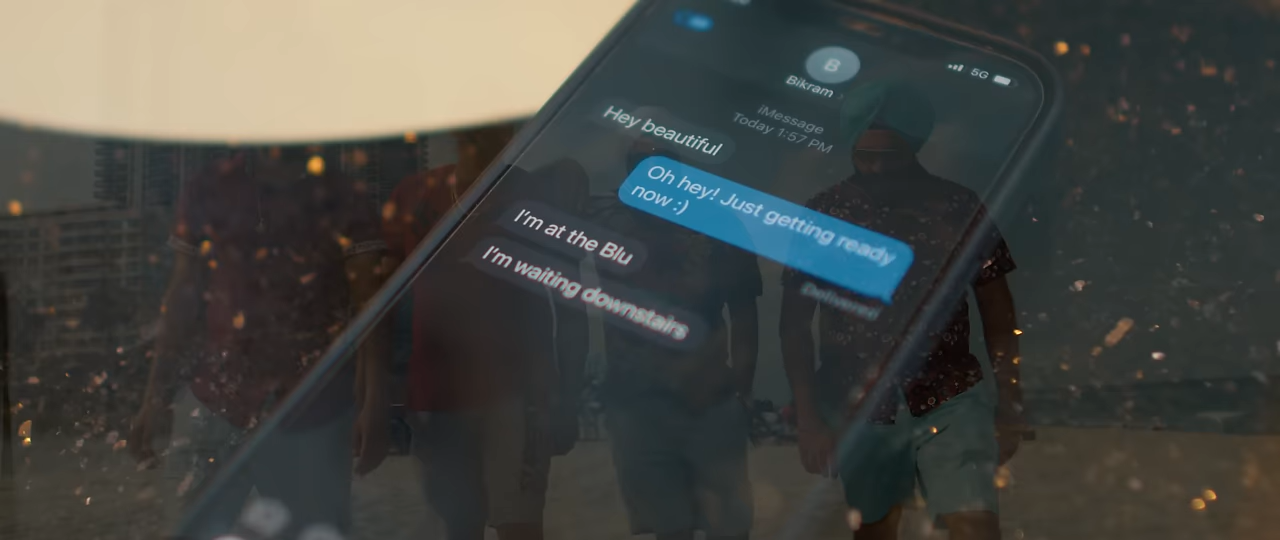 5G
B
Bikram
iMessage
Today 1:57 PM
Hey beautiful
Oh hey! Just getting ready
now :)
Delivered
I'm at the Blu
I'm waiting downstairs